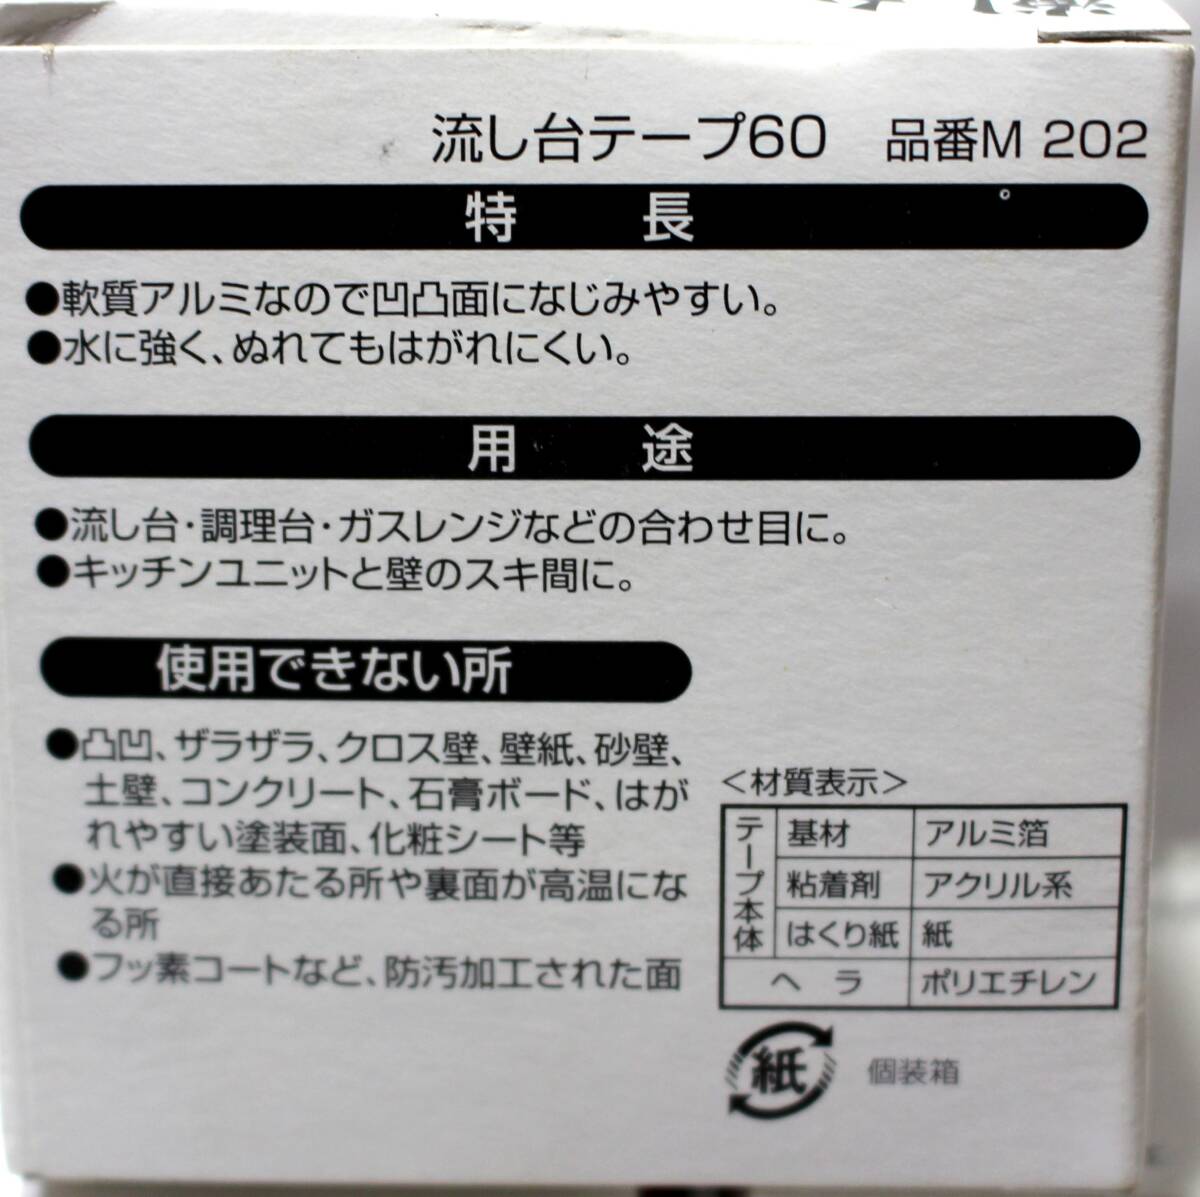 流し台テープ60 品番M 202
特 長
●軟質アルミなので凹凸面になじみやすい。
●水に強く、ぬれてもはがれにくい。
用 途
●流し台・調理台・ガスレンジなどの合わせ目に。
●キッチンユニットと壁のスキ間に。
使用できない所
●凸凹、ザラザラ、クロス壁、壁紙、砂壁、
土壁、コンクリート、石膏ボード、はが
れやすい塗装面、化粧シート等
●火が直接あたる所や裏面が高温にな
る所
●フッ素コートなど、防汚加工された面
＜材質表示＞
テープ本体
基材 アルミ箔
粘着剤 アクリル系
はくり紙 紙
ヘ ラ ポリエチレン
紙 個装箱